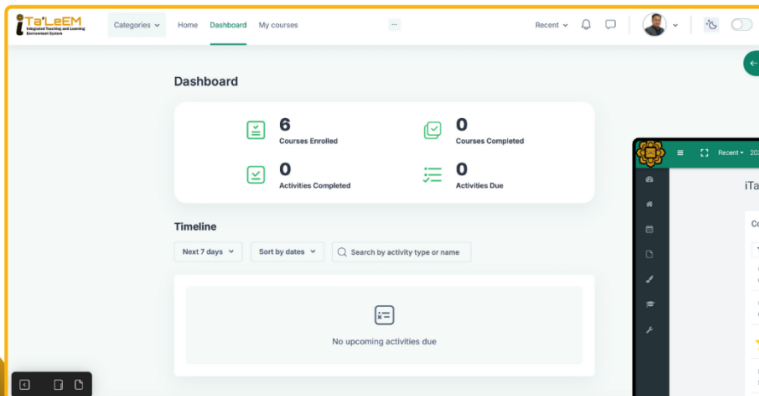 iTa'LeEM
Integrated Teaching and Learning
Environment System
Categories
Home
Dashboard
My courses
Recent
Dashboard
6
Courses Enrolled
0
Courses Completed
0
Activities Completed
0
Activities Due
Timeline
Next 7 days
Sort by dates
Search by activity type or name
No upcoming activities due
Recent
20
iTa
Co